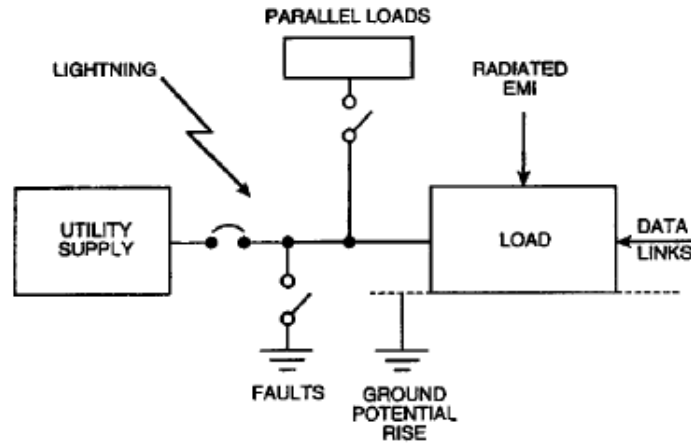 PARALLEL LOADS
LIGHTNING
RADIATED
EMI
UTILITY
SUPPLY
LOAD
DATA
LINKS
FAULTS
GROUND
POTENTIAL
RISE